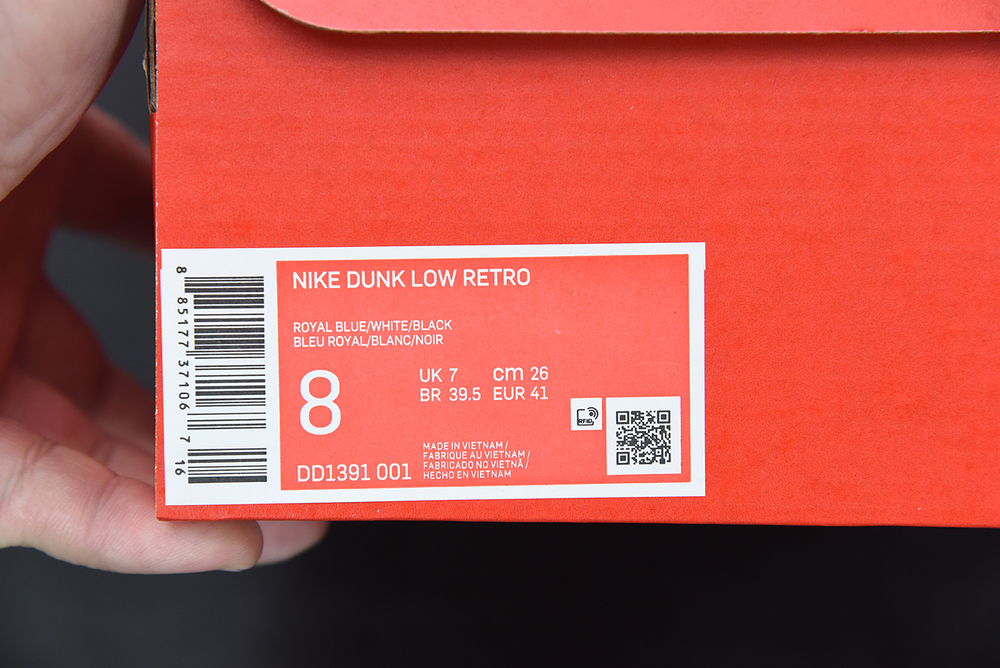 NIKE DUNK LOW RETRO
ROYAL BLUE/WHITE/BLACK
BLEU ROYAL/BLANC/NOIR
8
UK 7 cm 26
BR 39.5 EUR 41
DD1391 001
MADE IN VIETNAM /
FABRIQUE AU VIETNAM /
FABRICADO NO VIETNÃ /
HECHO EN VIETNAM
RFID
8 85177 37106 7 16